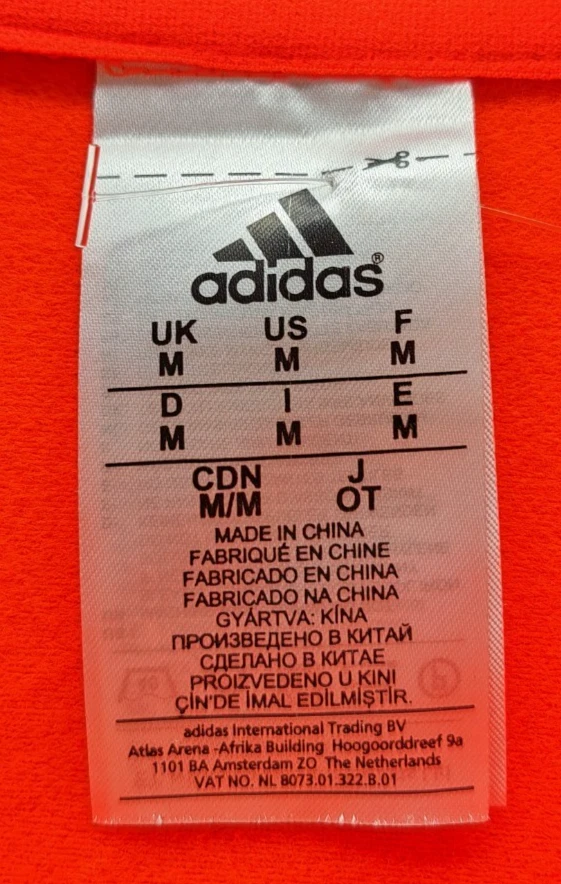 adidas®
UK US F
M M M
D I E
M M M
CDN J
M/M OT
MADE IN CHINA
FABRIQUÉ EN CHINE
FABRICADO EN CHINA
FABRICADO NA CHINA
GYÁRTVA: KÍNA
ПРОИЗВЕДЕНО В КИТАЙ
СДЕЛАНО В КИТАЕ
PROIZVEDENO U KINI
ÇİN'DE İMAL EDİLMİŞTİR.
adidas International Trading BV
Atlas Arena -Afrika Building Hoogoorddreef 9a
1101 BA Amsterdam ZO The Netherlands
VAT NO. NL 8073.01.322.B.01